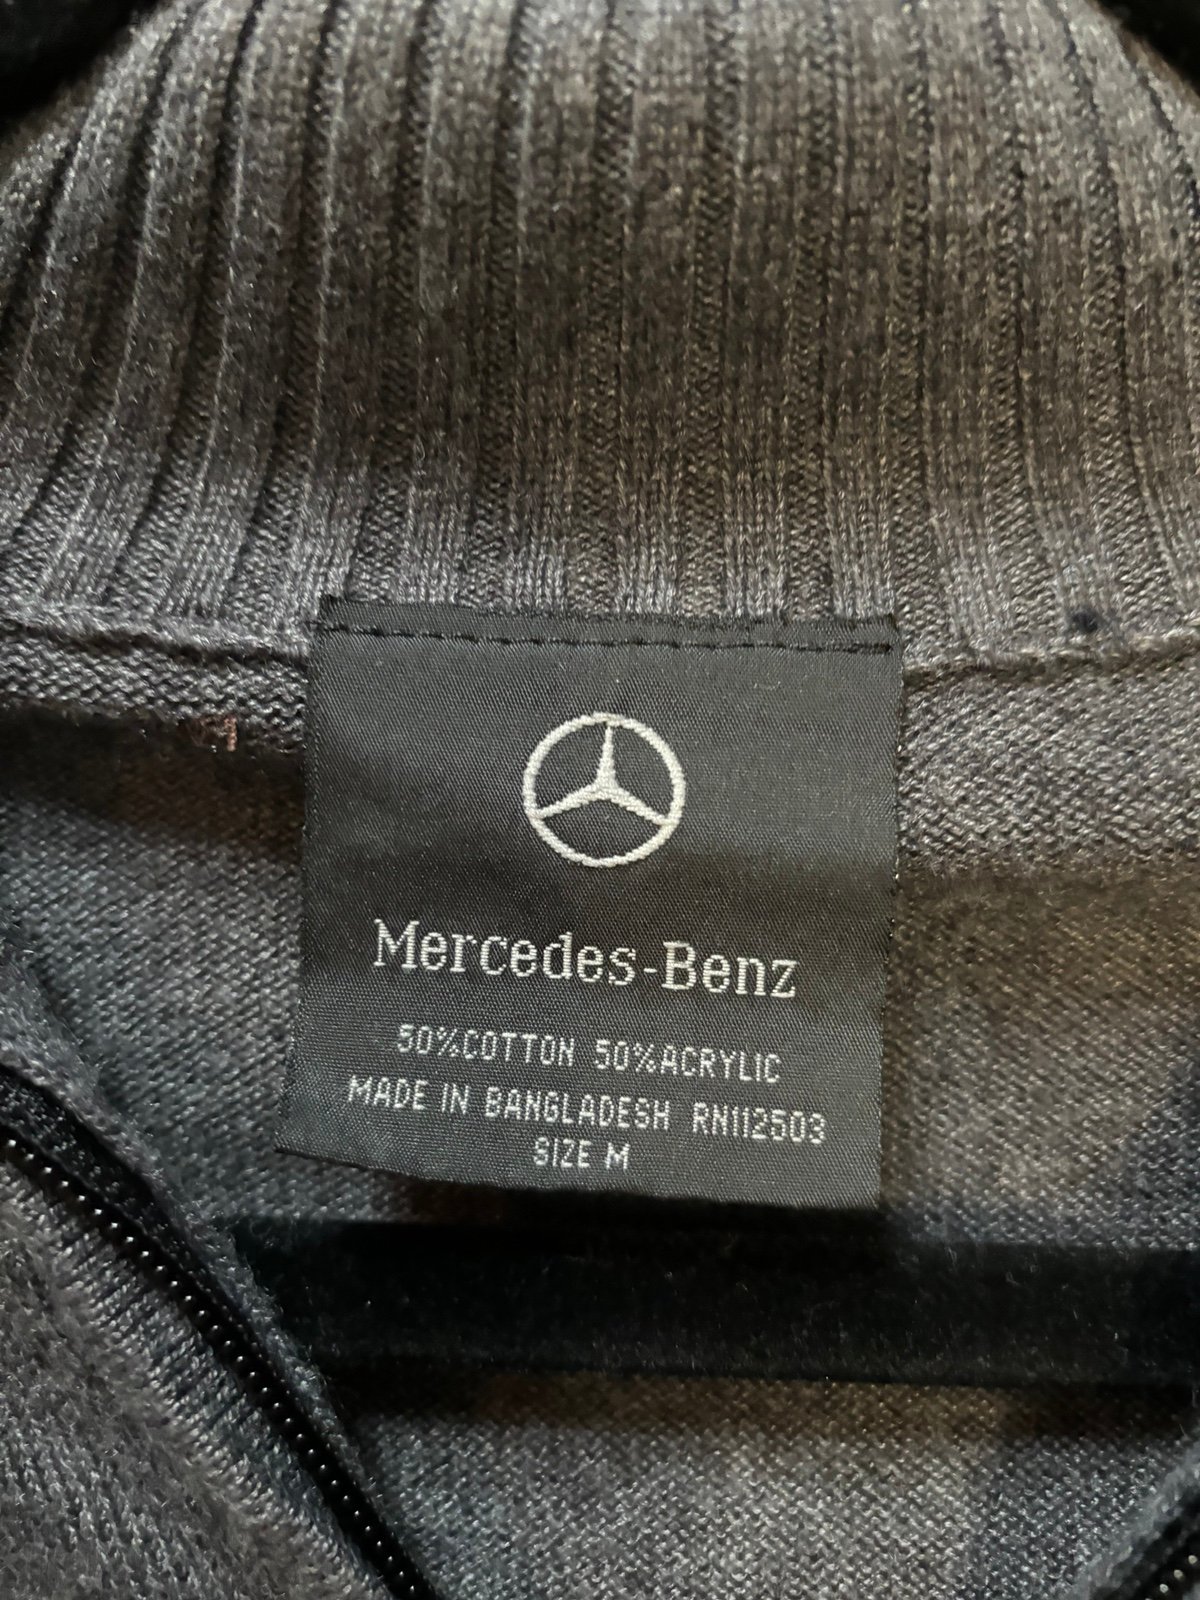 Mercedes-Benz
50%COTTON 50%ACRYLIC
MADE IN BANGLADESH RN112503
SIZE M